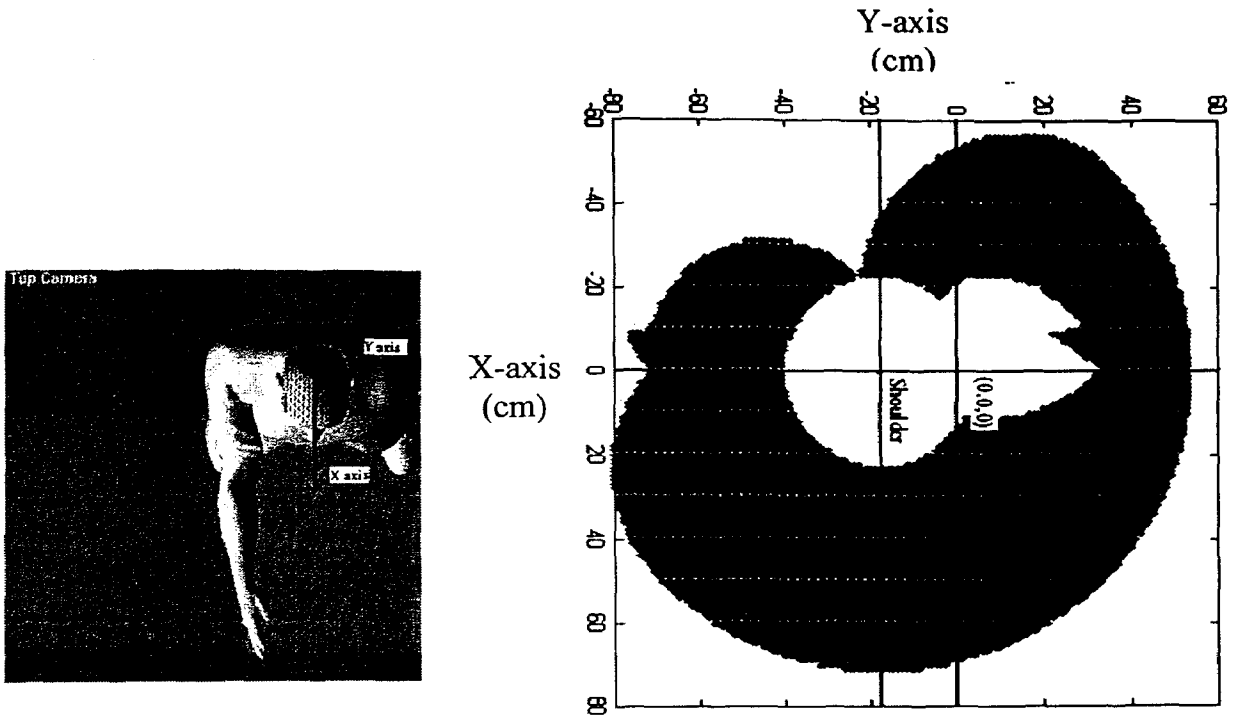 Y-axis
(cm)
-80 -60 -40 -20 0 20 40 60
-60
-40
-20
0
20
40
60
80
Top Camera
Y axis
X axis
X-axis
(cm)
Shoulder
(0,0,0)